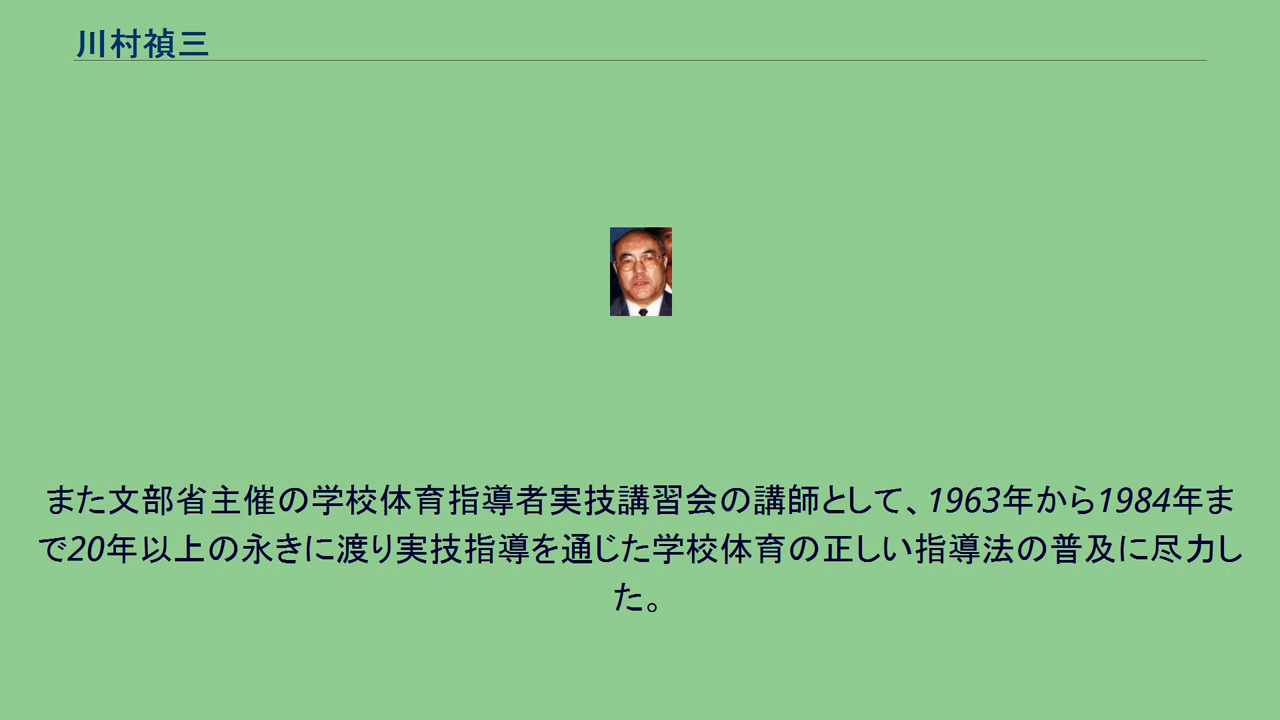 川村禎三
また文部省主催の学校体育指導者実技講習会の講師として、1963年から1984年ま
で20年以上の永きに渡り実技指導を通じた学校体育の正しい指導法の普及に尽力し
た。